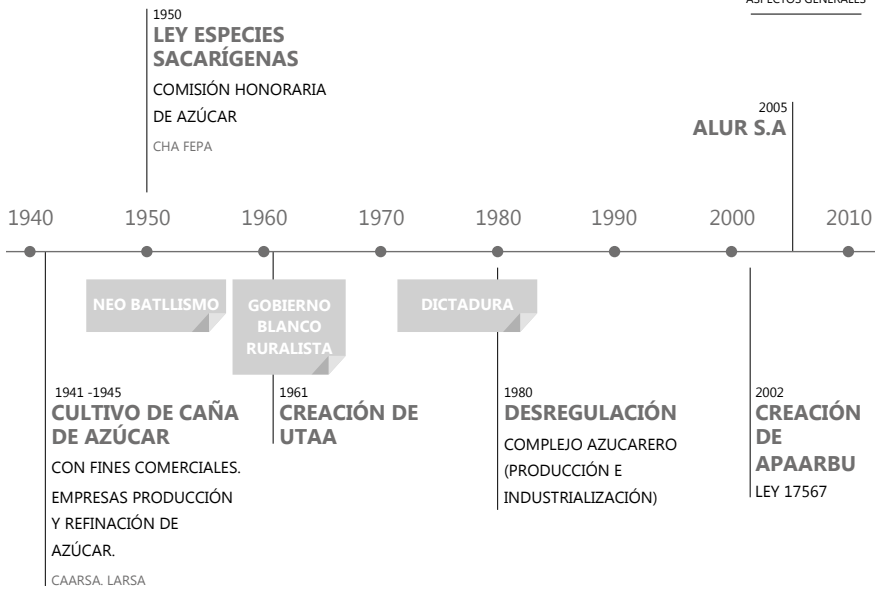 ASPECTOS GENERALES
1950
LEY ESPECIES
SACARÍGENAS
COMISIÓN HONORARIA
DE AZÚCAR
CHA FEPA
2005
ALUR S.A
1940 1950 1960 1970 1980 1990 2000 2010
NEO BATLLISMO
GOBIERNO
BLANCO
RURALISTA
DICTADURA
1941 -1945
CULTIVO DE CAÑA
DE AZÚCAR
CON FINES COMERCIALES.
EMPRESAS PRODUCCIÓN
Y REFINACIÓN DE
AZÚCAR.
CAARSA. LARSA
1961
CREACIÓN DE
UTAA
1980
DESREGULACIÓN
COMPLEJO AZUCARERO
(PRODUCCIÓN E
INDUSTRIALIZACIÓN)
2002
CREACIÓN
DE
APAARBU
LEY 17567